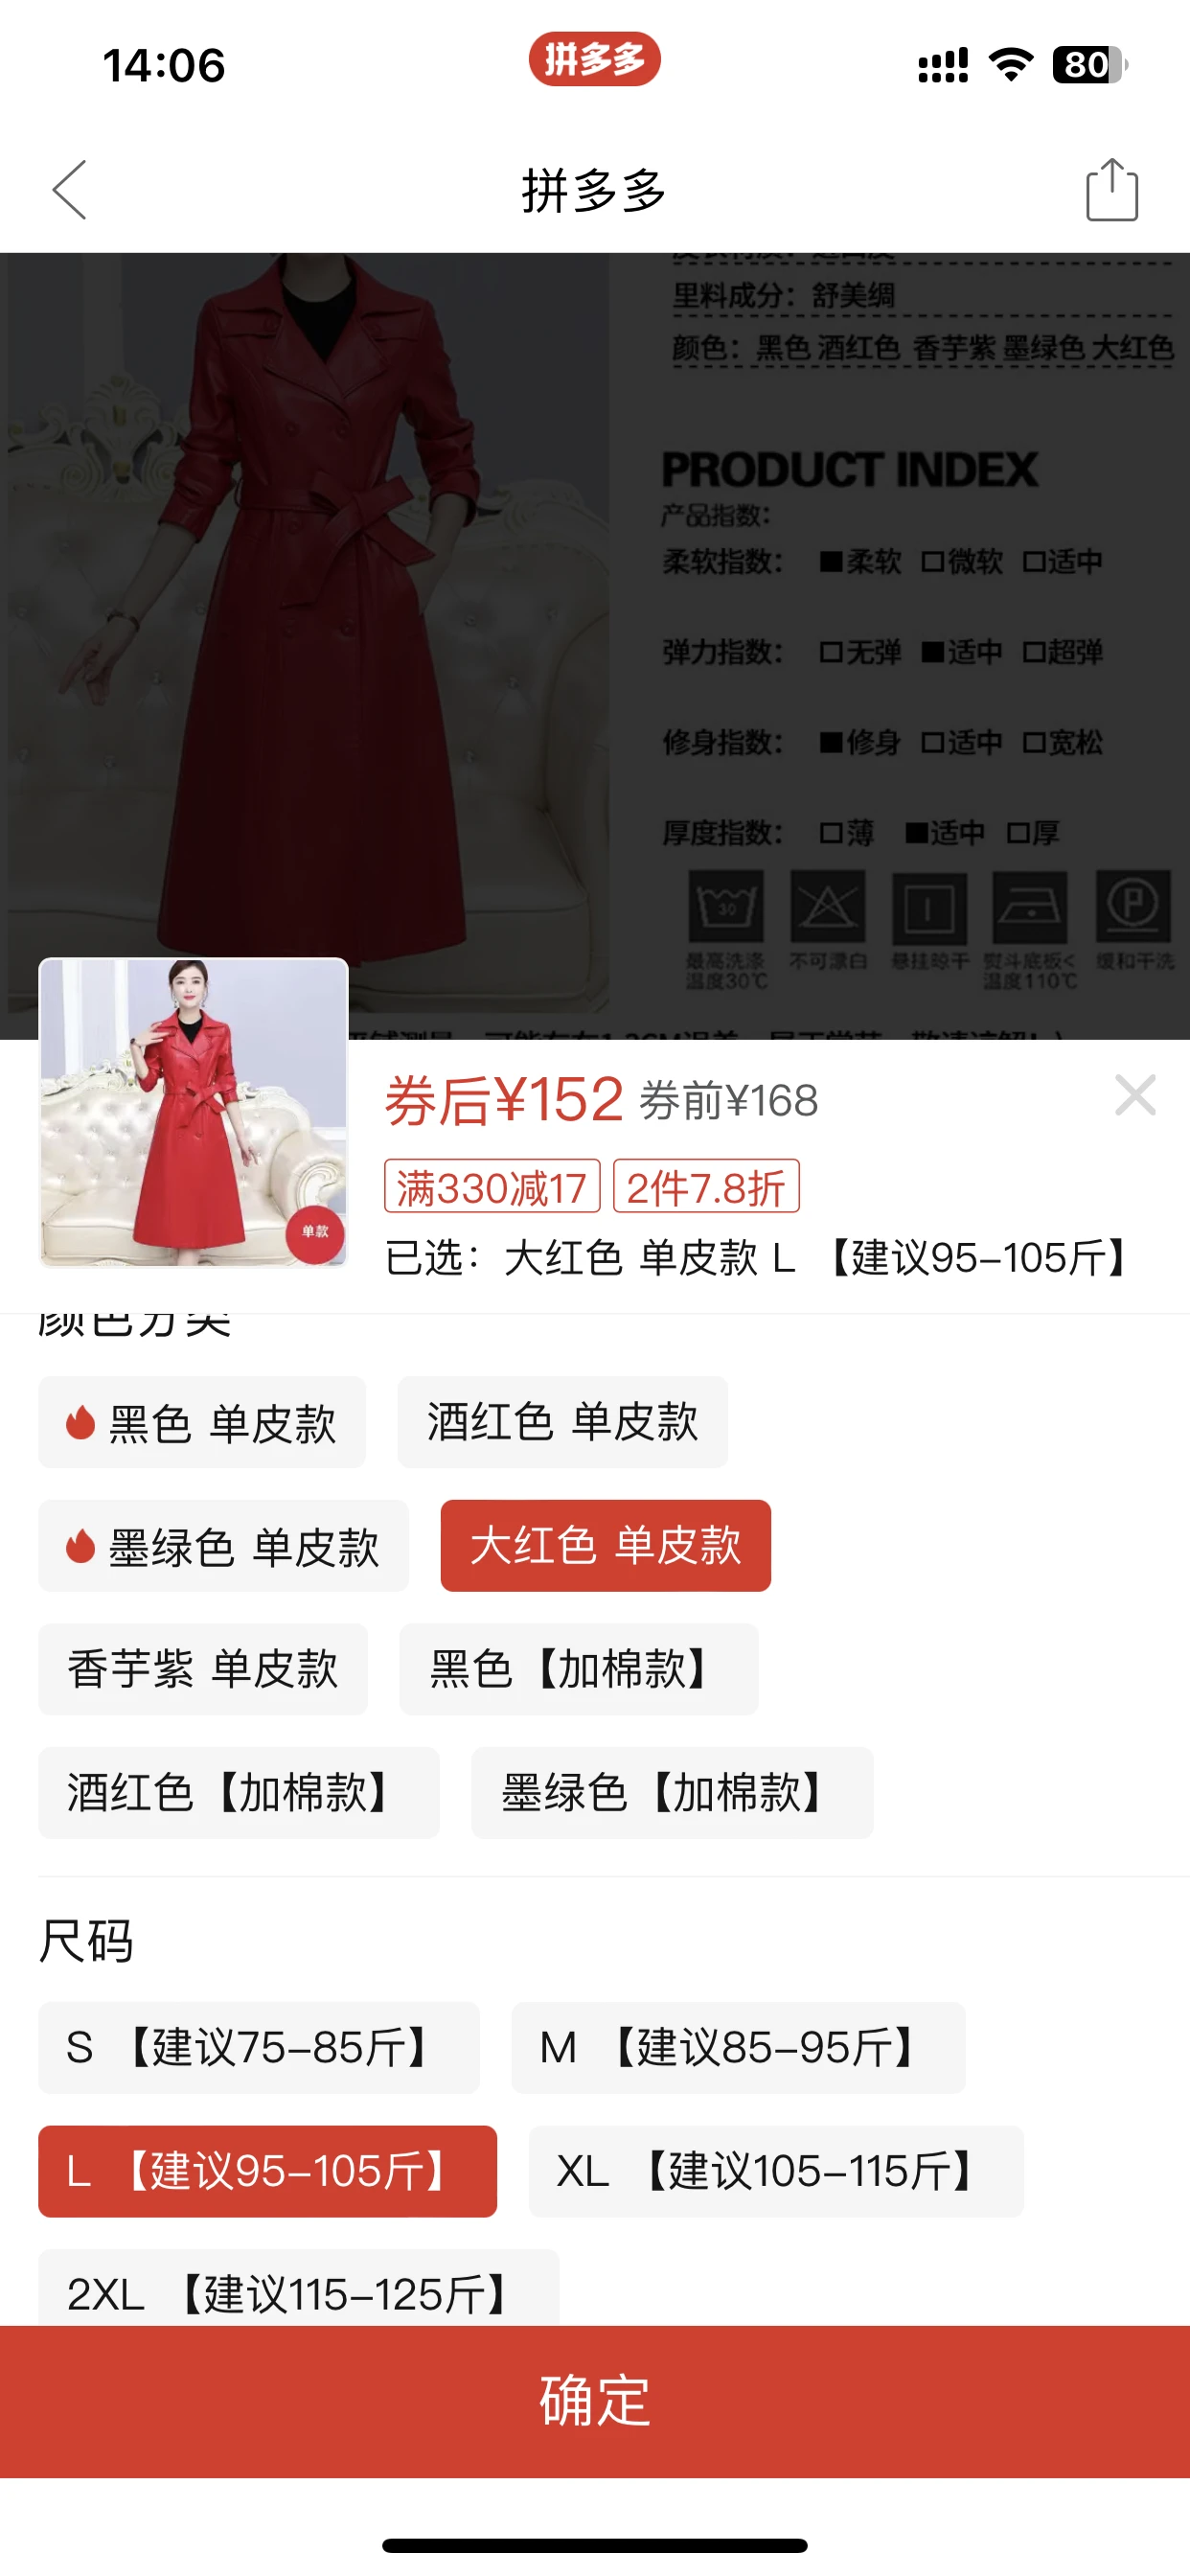 14:06
拼多多
80
拼多多
里料成分：舒美绸
颜色：黑色 酒红色 香芋紫 墨绿色 大红色
PRODUCT INDEX
产品指数：
柔软指数： ■柔软 □微软 □适中
弹力指数： □无弹 ■适中 □超弹
修身指数： ■修身 □适中 □宽松
厚度指数： □薄 ■适中 □厚
30
最高洗涤温度30℃
不可漂白
悬挂晾干
熨斗底板<温度110℃
缓和干洗
单款
券后¥152 券前¥168
满330减17 2件7.8折
已选：大红色 单皮款 L 【建议95-105斤】
颜色分类
黑色 单皮款 酒红色 单皮款
墨绿色 单皮款 大红色 单皮款
香芋紫 单皮款 黑色【加棉款】
酒红色【加棉款】 墨绿色【加棉款】
尺码
S 【建议75-85斤】 M 【建议85-95斤】
L 【建议95-105斤】 XL 【建议105-115斤】
2XL 【建议115-125斤】
确定